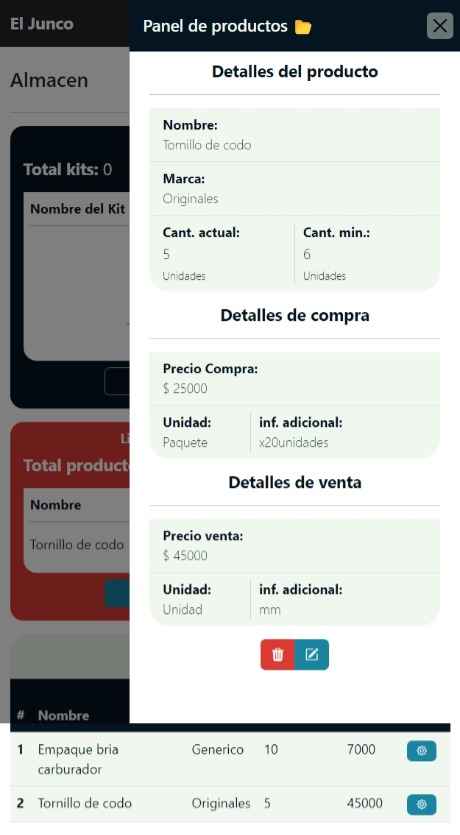 El Junco
Panel de productos
Almacen
Detalles del producto
Nombre:
Tornillo de codo
Marca:
Originales
Cant. actual: Cant. min.:
5 6
Unidades Unidades
Detalles de compra
Precio Compra:
$ 25000
Unidad: inf. adicional:
Paquete x20unidades
Detalles de venta
Precio venta:
$ 45000
Unidad: inf. adicional:
Unidad mm
Total kits: 0
Nombre del Kit
Total product
Nombre
Tornillo de codo
# Nombre
1 Empaque bria Generico 10 7000
carburador
2 Tornillo de codo Originales 5 45000